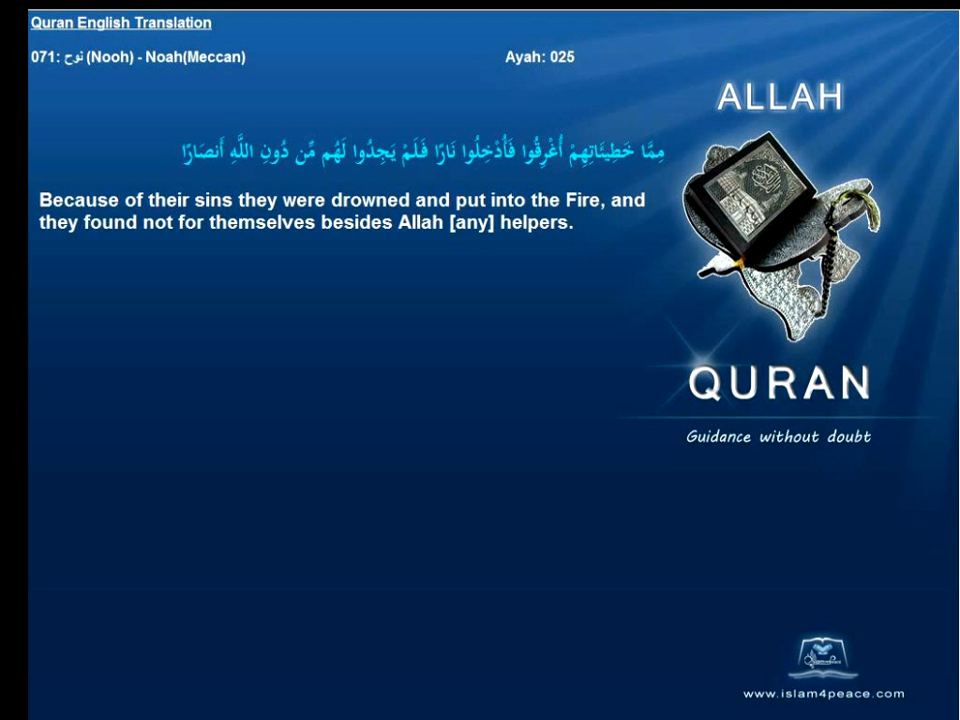 Quran English Translation
071: نوح (Nooh) - Noah(Meccan) Ayah: 025
ALLAH
مِمَّا خَطِيئَاتِهِمْ أُغْرِقُوا فَأُدْخِلُوا نَارًا فَلَمْ يَجِدُوا لَهُم مِّن دُونِ اللَّهِ أَنصَارًا
Because of their sins they were drowned and put into the Fire, and
they found not for themselves besides Allah [any] helpers.
QURAN
Guidance without doubt
www.islam4peace.com